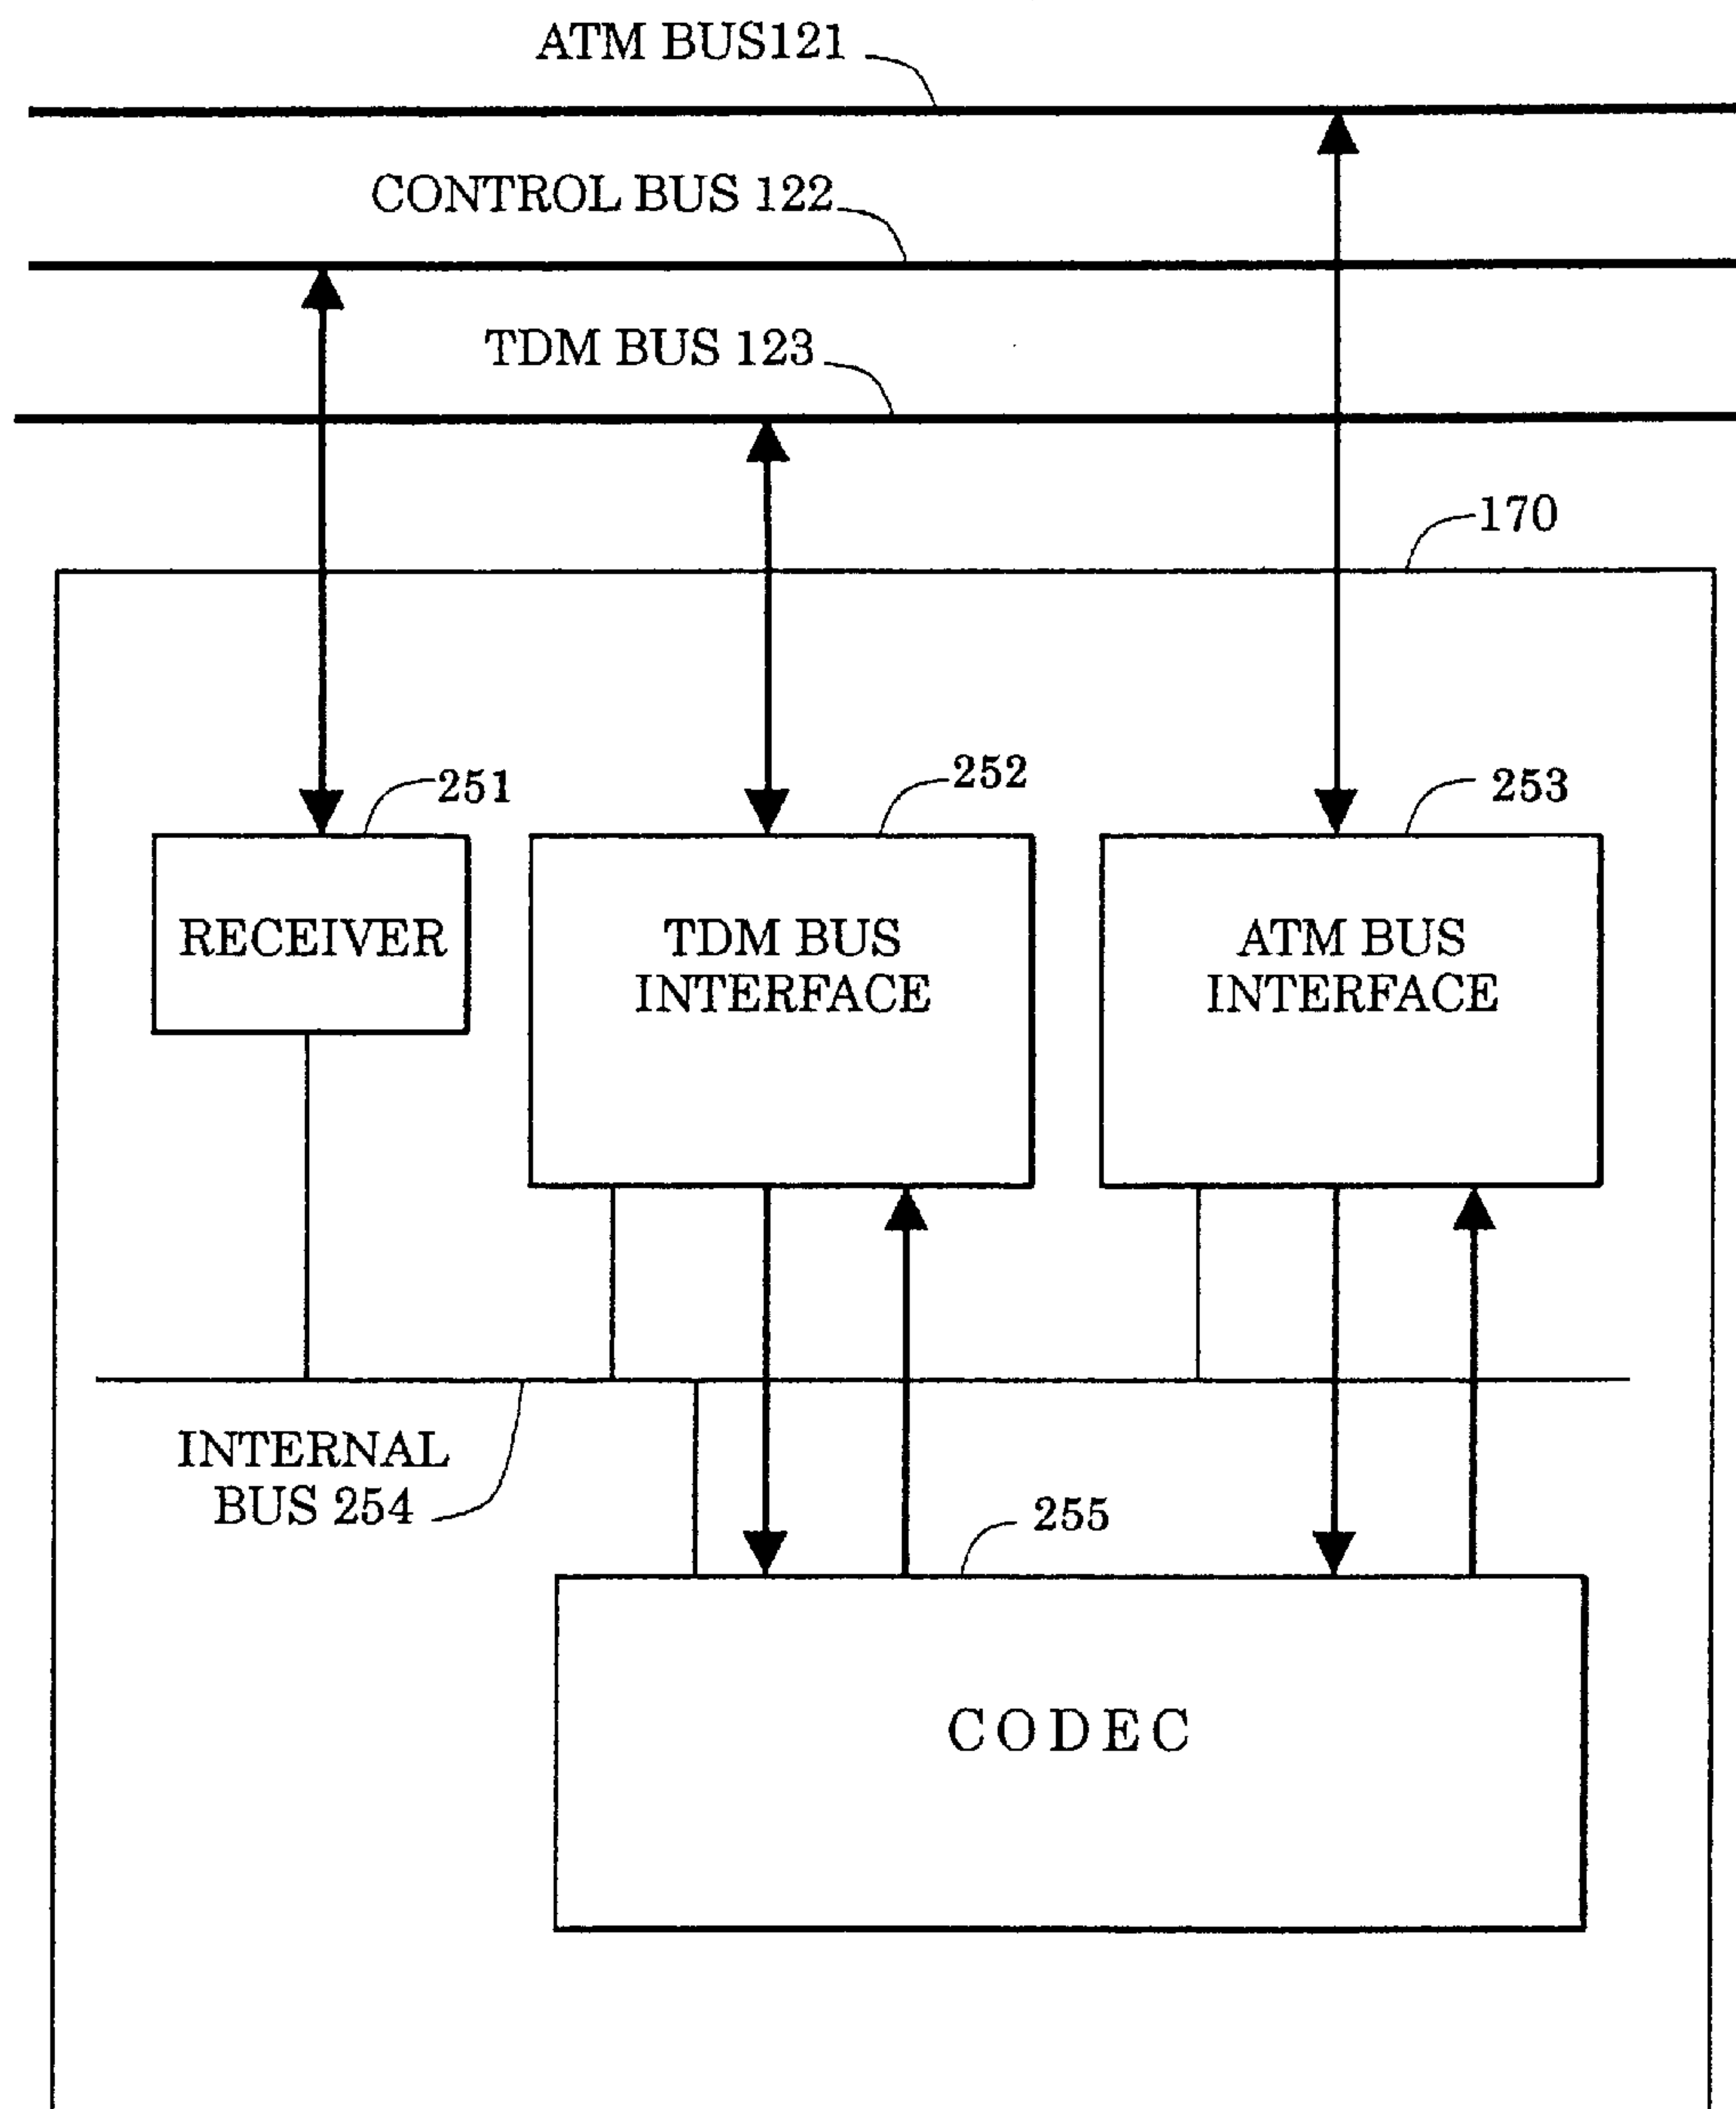 ATM BUS121
CONTROL BUS 122
TDM BUS 123
170
251
252
253
RECEIVER
TDM BUS
INTERFACE
ATM BUS
INTERFACE
INTERNAL
BUS 254
255
CODEC